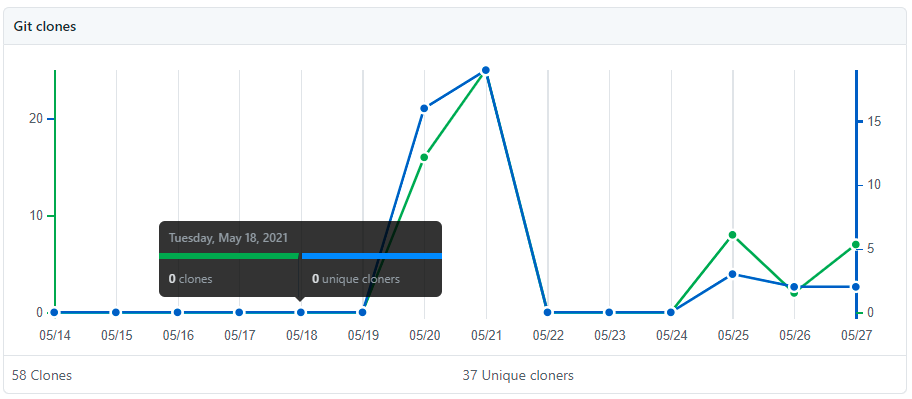 Git clones
20
10
0
15
10
5
0
Tuesday, May 18, 2021
0 clones 0 unique cloners
05/14 05/15 05/16 05/17 05/18 05/19 05/20 05/21 05/22 05/23 05/24 05/25 05/26 05/27
58 Clones 37 Unique cloners